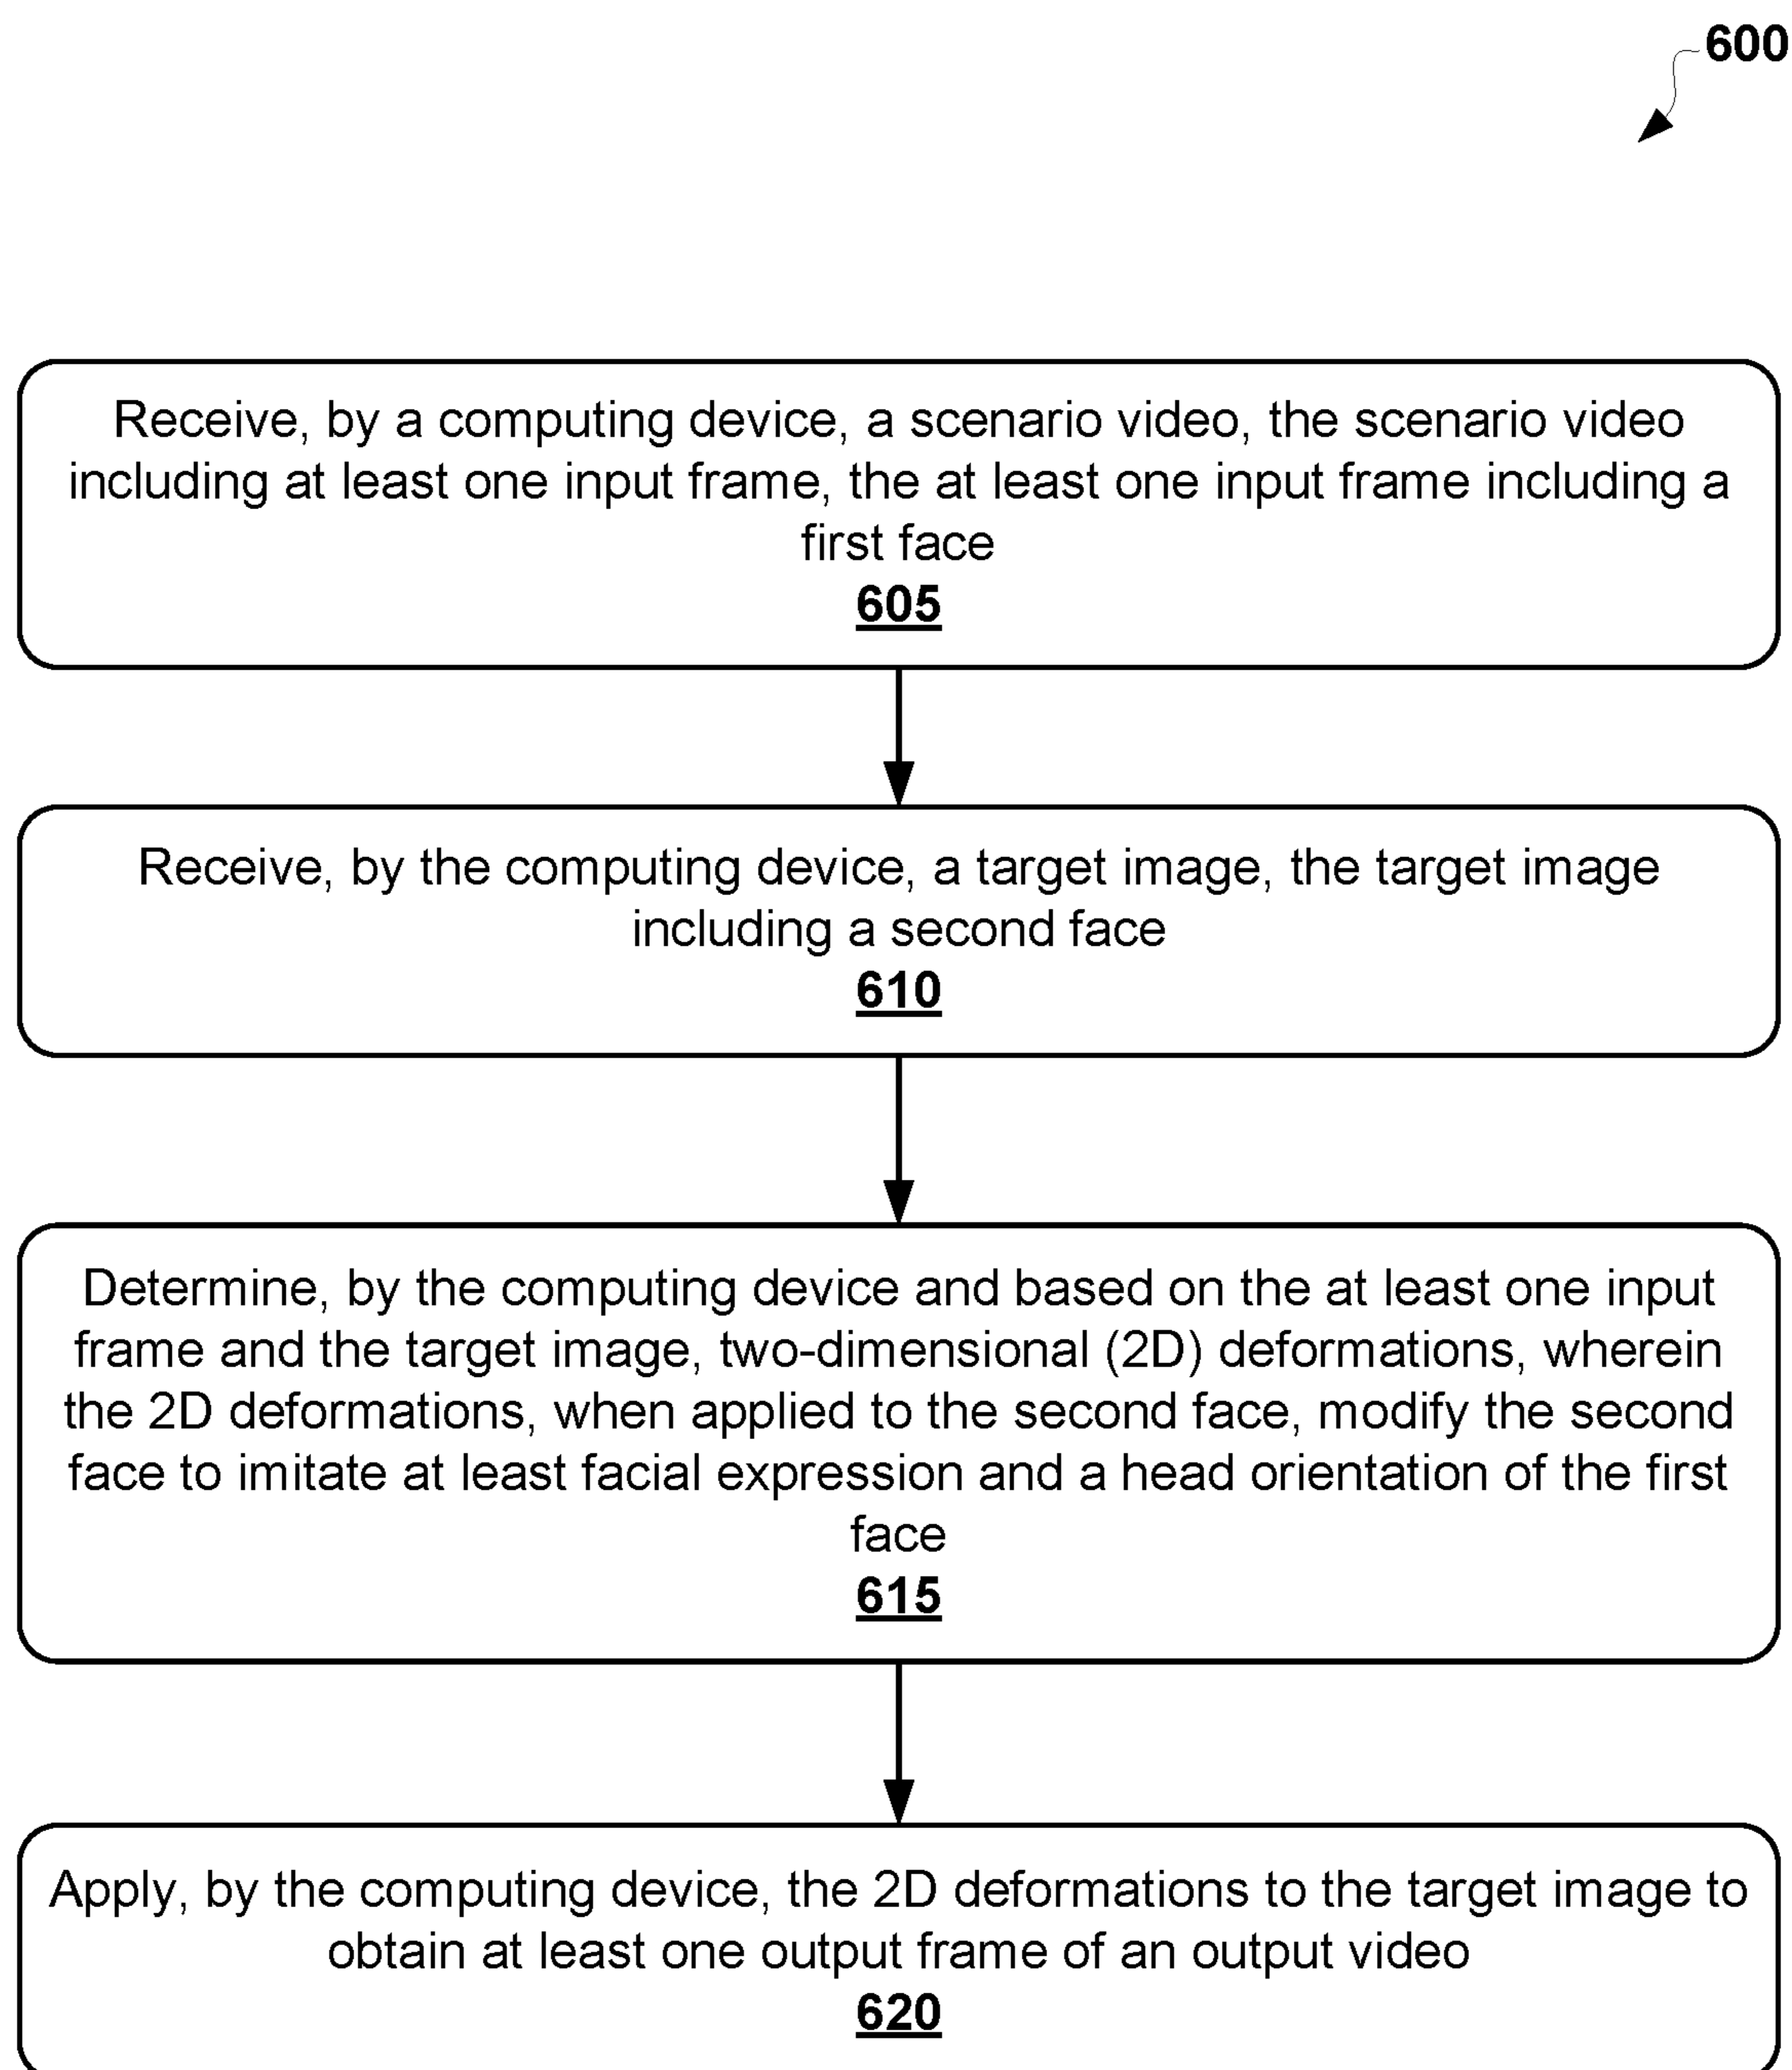 600
Receive, by a computing device, a scenario video, the scenario video
including at least one input frame, the at least one input frame including a
first face
605
Receive, by the computing device, a target image, the target image
including a second face
610
Determine, by the computing device and based on the at least one input
frame and the target image, two-dimensional (2D) deformations, wherein
the 2D deformations, when applied to the second face, modify the second
face to imitate at least facial expression and a head orientation of the first
face
615
Apply, by the computing device, the 2D deformations to the target image to
obtain at least one output frame of an output video
620